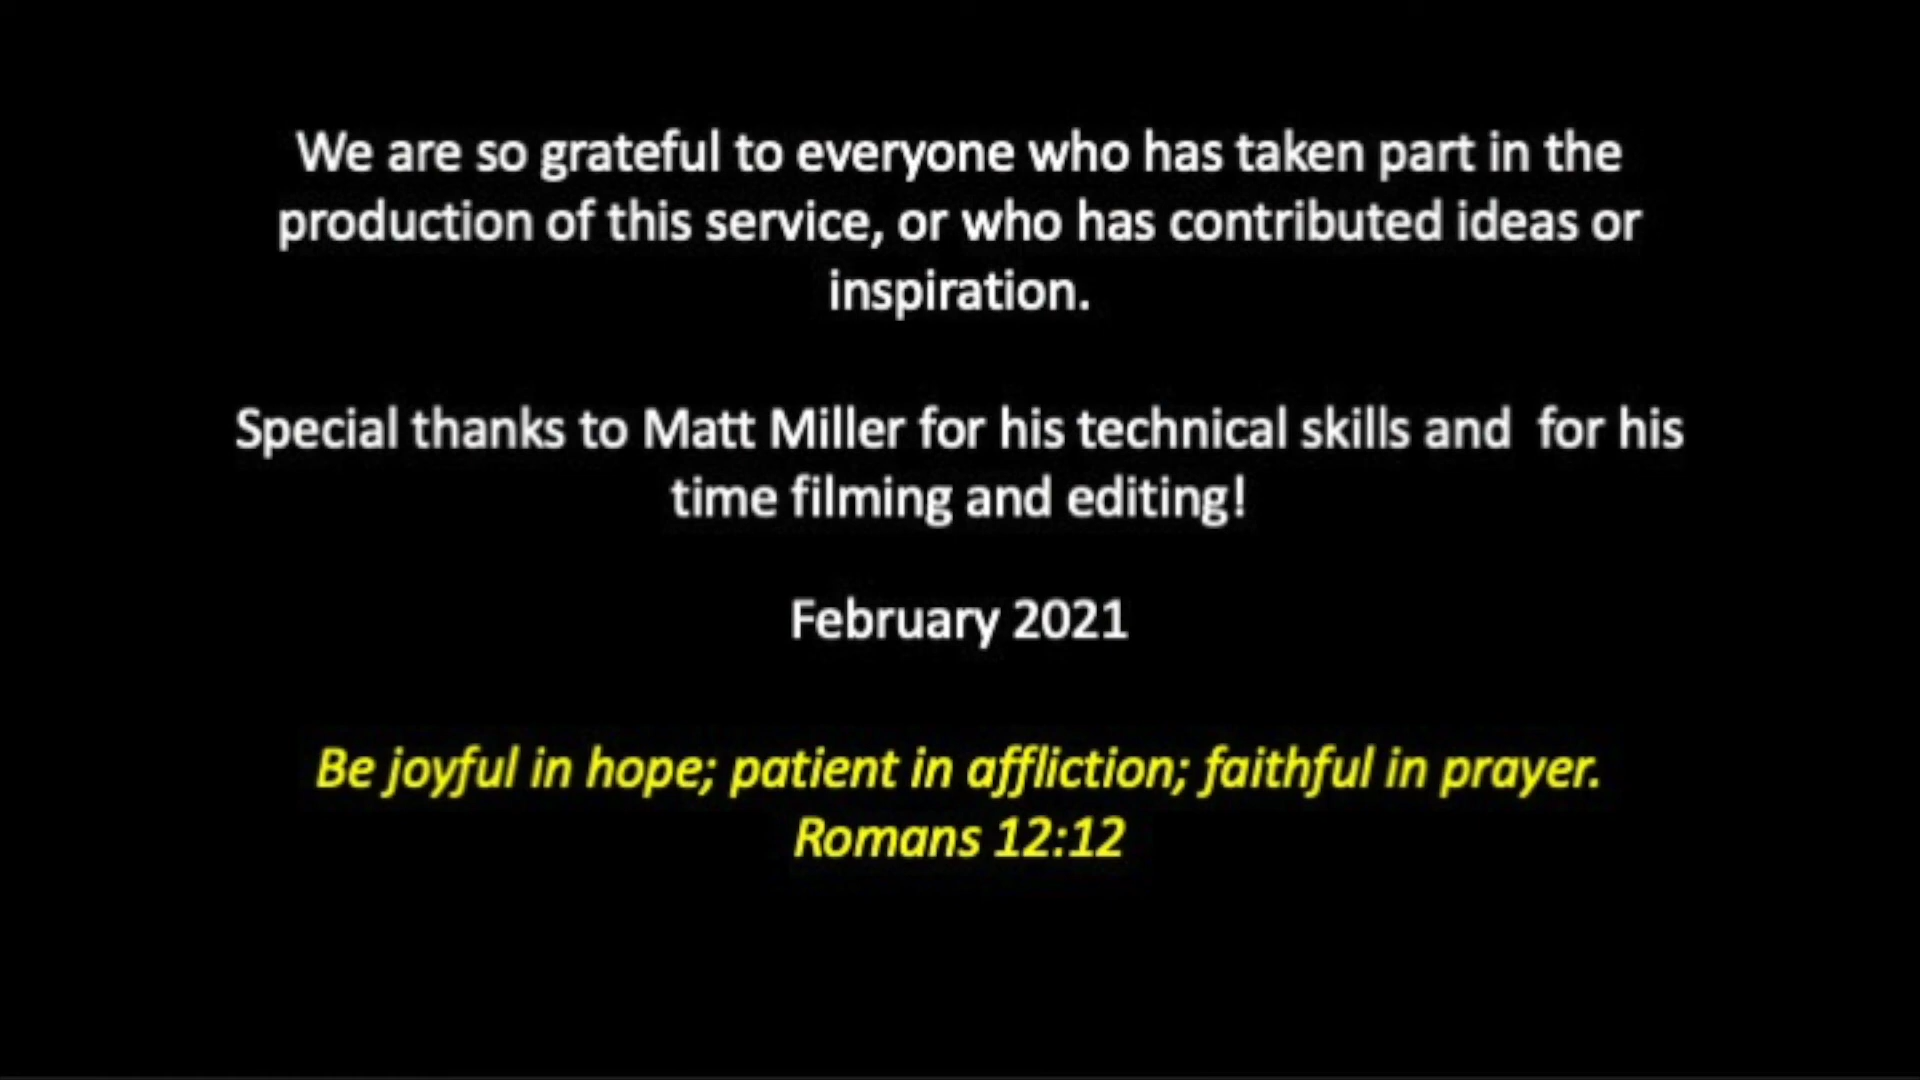 We are so grateful to everyone who has taken part in the
production of this service, or who has contributed ideas or
inspiration.
Special thanks to Matt Miller for his technical skills and  for his
time filming and editing!
February 2021
Be joyful in hope; patient in affliction; faithful in prayer.
Romans 12:12